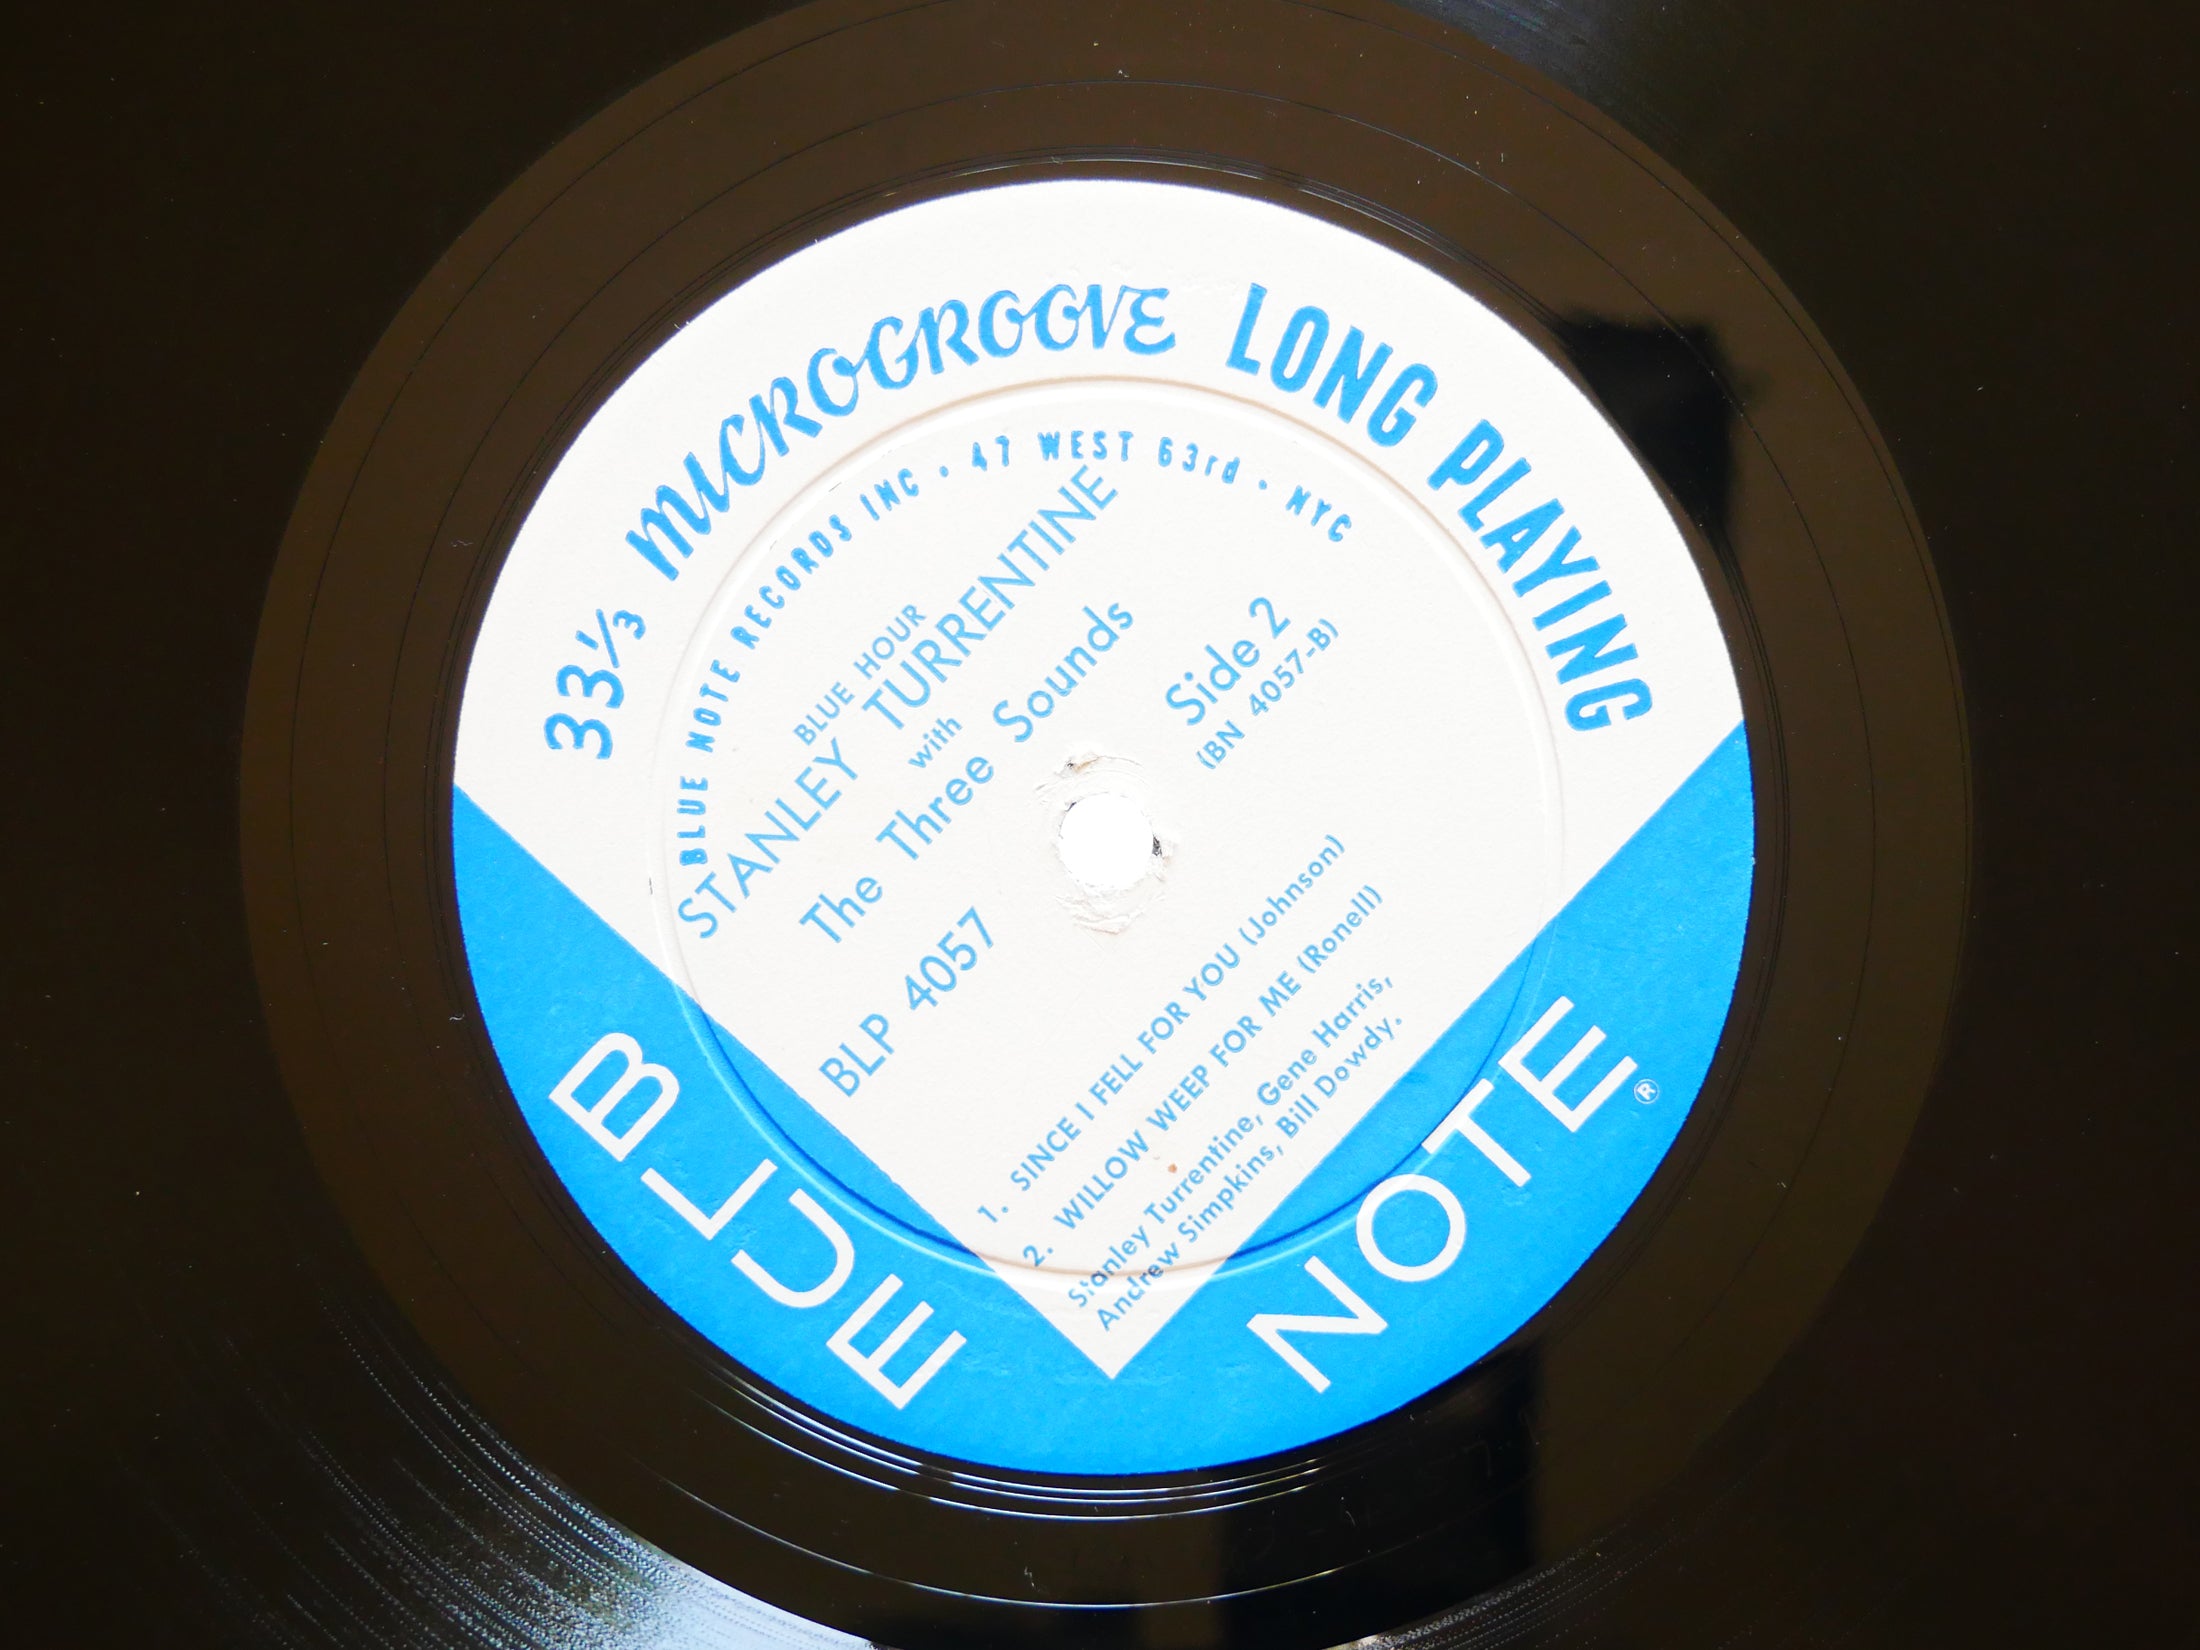 33⅓ MICROGROOVE LONG PLAYING
BLUE NOTE RECORDS INC · 47 WEST 63rd · NYC
BLUE HOUR
STANLEY TURRENTINE
with
The Three Sounds
BLP 4057
Side 2
(BN 4057-B)
1. SINCE I FELL FOR YOU (Johnson)
2. WILLOW WEEP FOR ME (Ronell)
Stanley Turrentine, Gene Harris,
Andrew Simpkins, Bill Dowdy.
BLUE NOTE ®